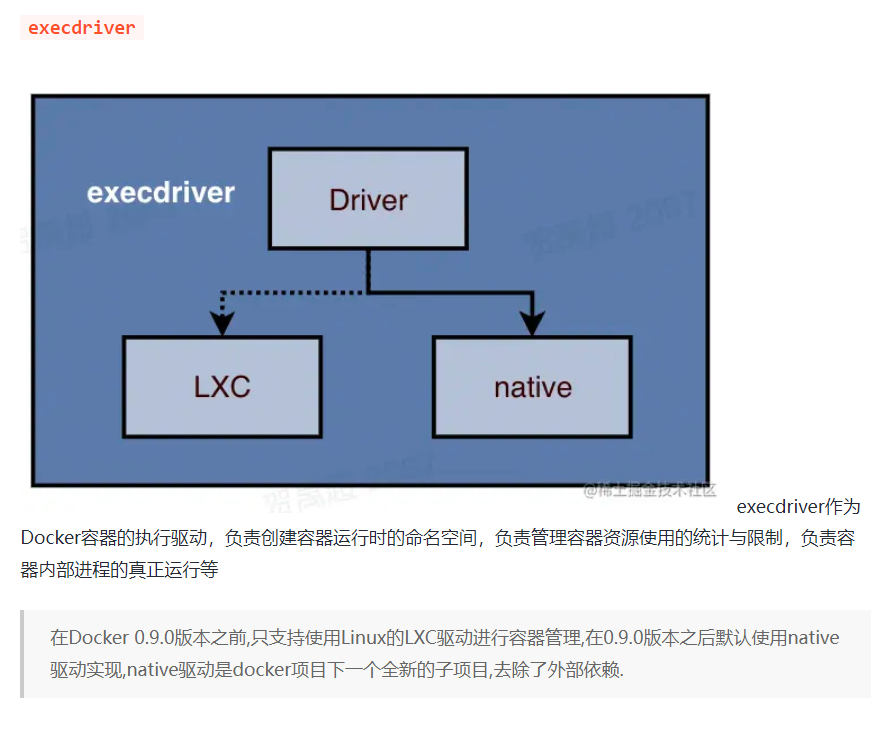 execdriver
execdriver
Driver
LXC
native
@稀土掘金技术社区
execdriver作为
Docker容器的执行驱动，负责创建容器运行时的命名空间，负责管理容器资源使用的统计与限制，负责容
器内部进程的真正运行等
在Docker 0.9.0版本之前,只支持使用Linux的LXC驱动进行容器管理,在0.9.0版本之后默认使用native
驱动实现,native驱动是docker项目下一个全新的子项目,去除了外部依赖.